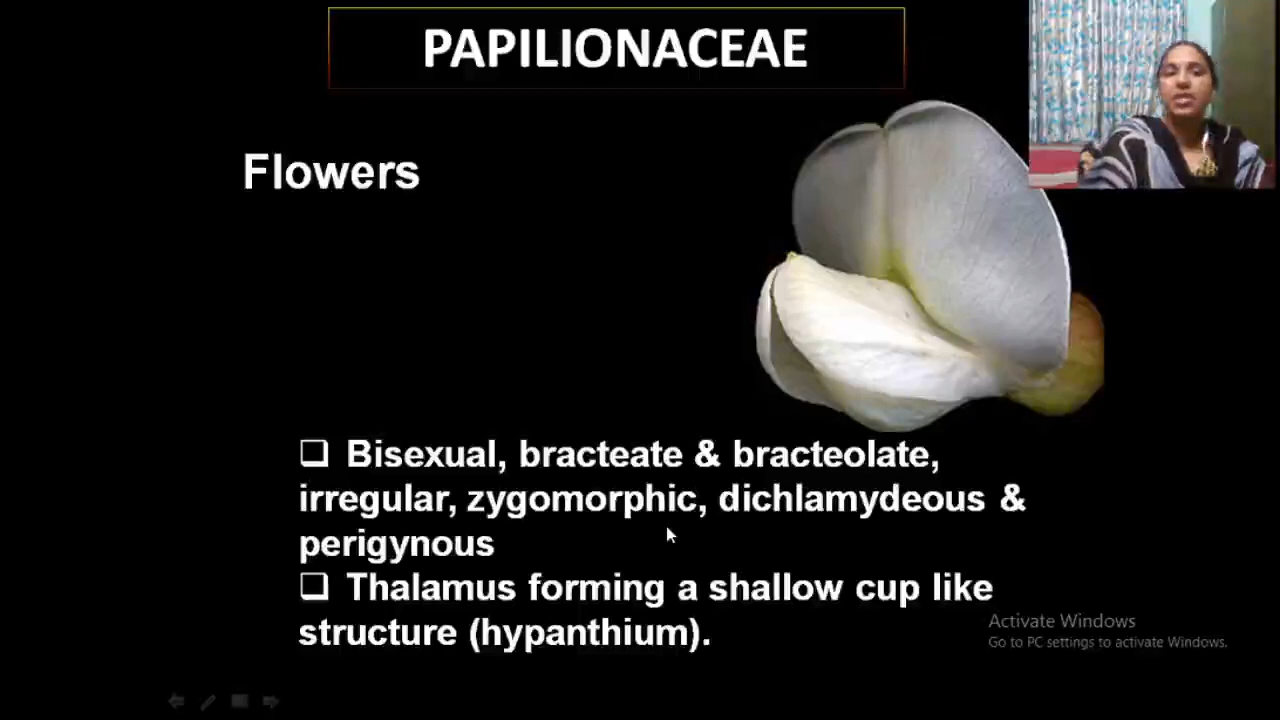 PAPILIONACEAE
Flowers
❑ Bisexual, bracteate & bracteolate,
irregular, zygomorphic, dichlamydeous &
perigynous
❑ Thalamus forming a shallow cup like
structure (hypanthium).
Activate Windows
Go to PC settings to activate Windows.